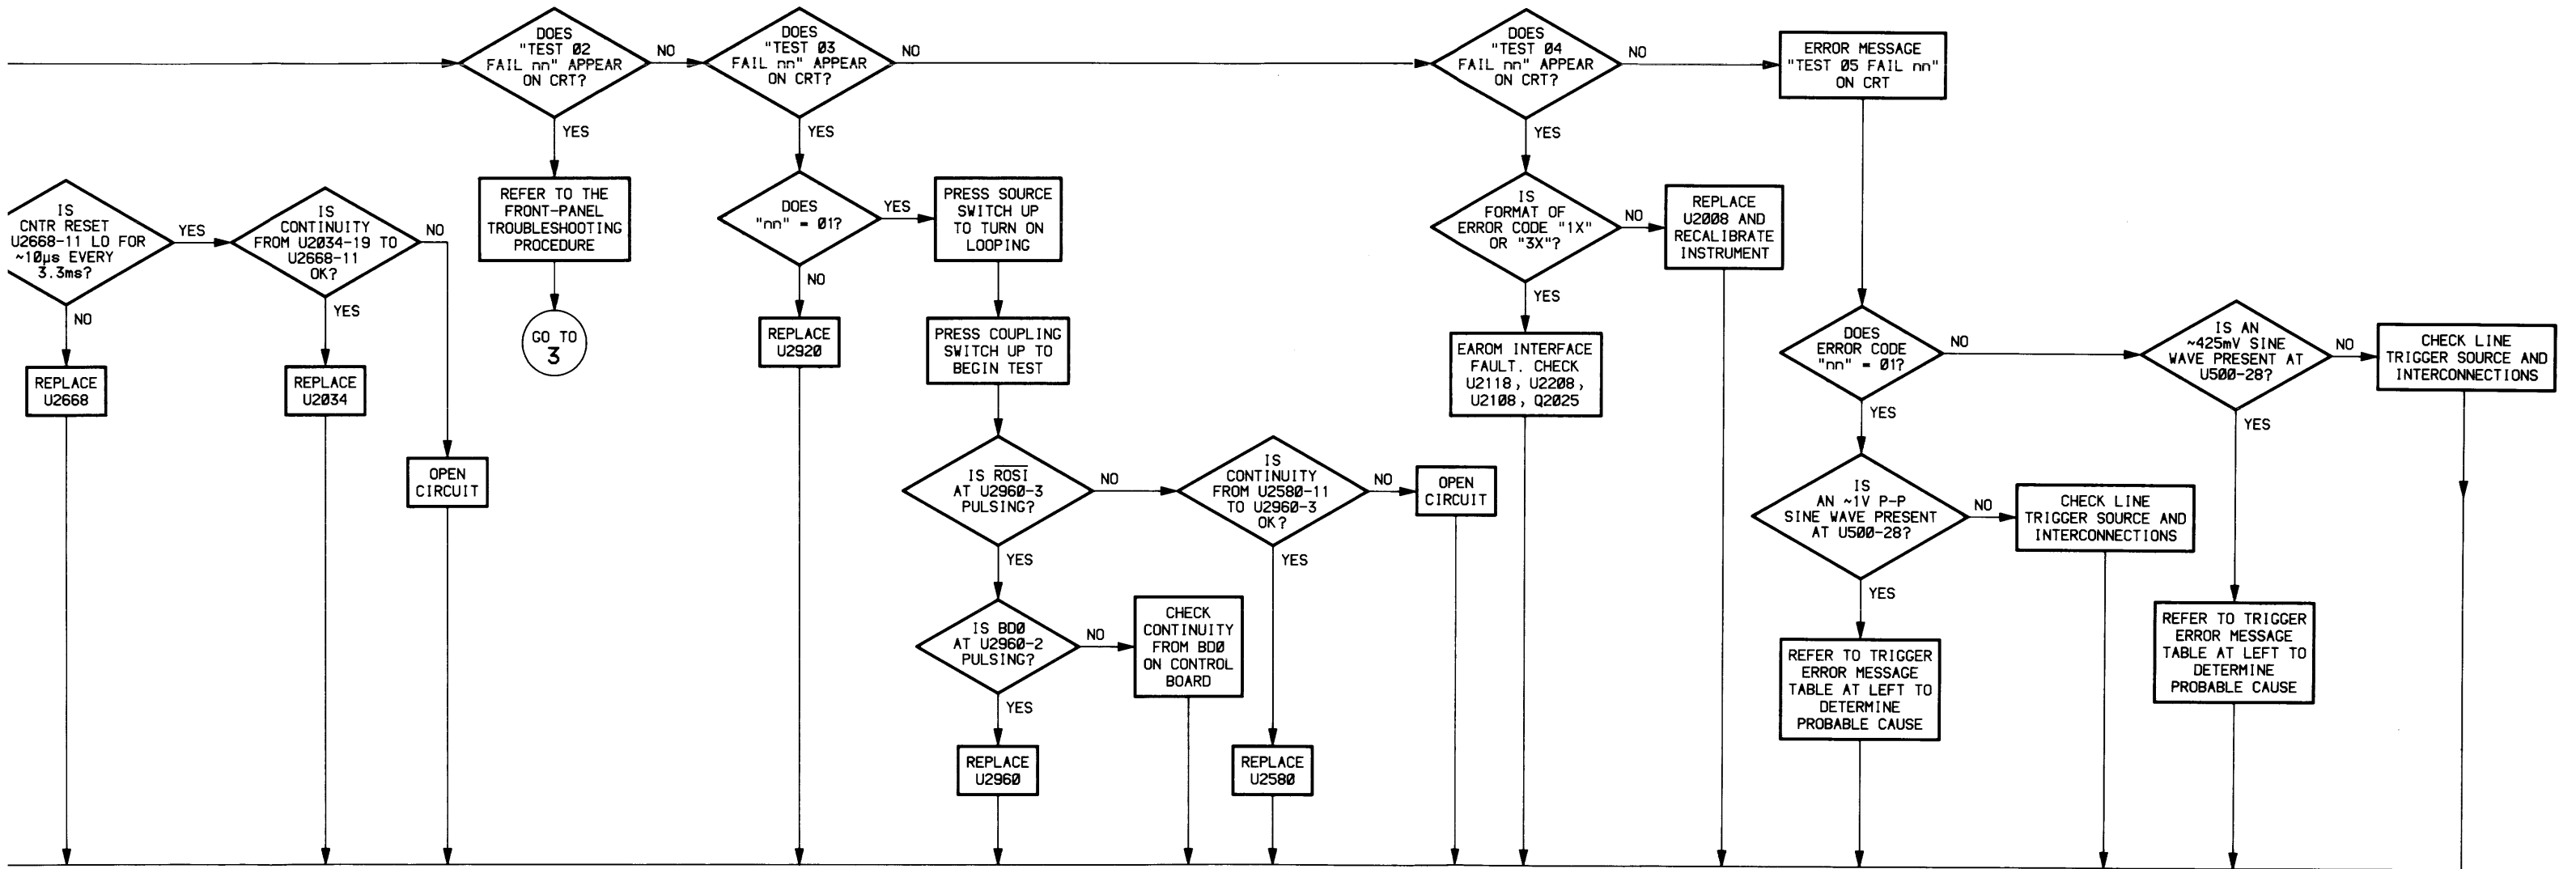 DOES
"TEST 02
FAIL nn" APPEAR
ON CRT?
NO
YES
DOES
"TEST 03
FAIL nn" APPEAR
ON CRT?
NO
YES
DOES
"TEST 04
FAIL nn" APPEAR
ON CRT?
NO
YES
ERROR MESSAGE
"TEST 05 FAIL nn"
ON CRT
IS
CNTR RESET
U2668-11 LO FOR
~10µs EVERY
3.3ms?
YES
NO
IS
CONTINUITY
FROM U2034-19 TO
U2668-11
OK?
NO
YES
REFER TO THE
FRONT-PANEL
TROUBLESHOOTING
PROCEDURE
GO TO
3
DOES
"nn" = 01?
YES
NO
PRESS SOURCE
SWITCH UP
TO TURN ON
LOOPING
IS
FORMAT OF
ERROR CODE "1X"
OR "3X"?
NO
YES
REPLACE
U2008 AND
RECALIBRATE
INSTRUMENT
REPLACE
U2668
REPLACE
U2034
OPEN
CIRCUIT
REPLACE
U2920
PRESS COUPLING
SWITCH UP TO
BEGIN TEST
EAROM INTERFACE
FAULT. CHECK
U2118, U2208,
U2108, Q2025
DOES
ERROR CODE
"nn" = 01?
NO
YES
IS AN
~425mV SINE
WAVE PRESENT AT
U500-28?
NO
YES
CHECK LINE
TRIGGER SOURCE AND
INTERCONNECTIONS
IS R̅O̅S̅I̅
AT U2960-3
PULSING?
NO
YES
IS
CONTINUITY
FROM U2580-11
TO U2960-3
OK?
NO
YES
OPEN
CIRCUIT
IS
AN ~1V P-P
SINE WAVE PRESENT
AT U500-28?
NO
YES
CHECK LINE
TRIGGER SOURCE AND
INTERCONNECTIONS
IS BD0
AT U2960-2
PULSING?
NO
YES
CHECK
CONTINUITY
FROM BD0
ON CONTROL
BOARD
REFER TO TRIGGER
ERROR MESSAGE
TABLE AT LEFT TO
DETERMINE
PROBABLE CAUSE
REFER TO TRIGGER
ERROR MESSAGE
TABLE AT LEFT TO
DETERMINE
PROBABLE CAUSE
REPLACE
U2960
REPLACE
U2580